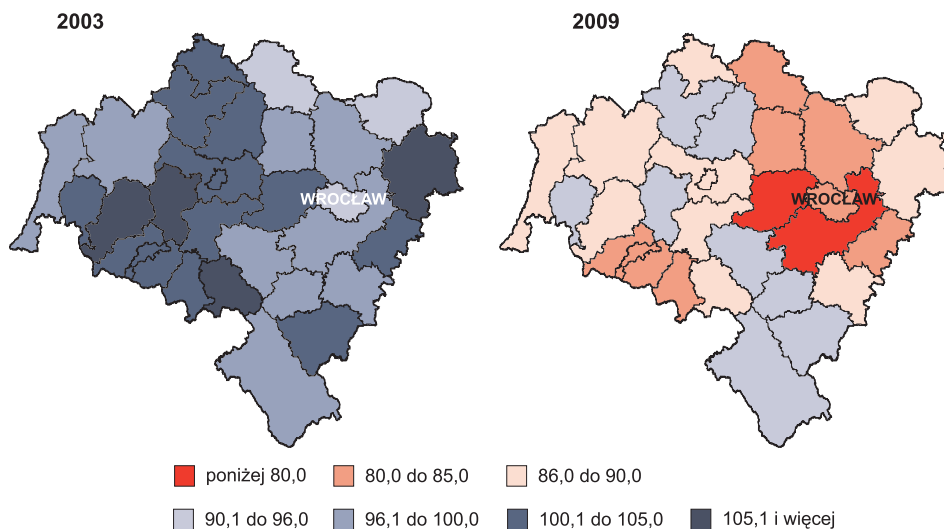 2003
2009
WROCŁAW
WROCŁAW
poniżej 80,0
80,0 do 85,0
86,0 do 90,0
90,1 do 96,0
96,1 do 100,0
100,1 do 105,0
105,1 i więcej